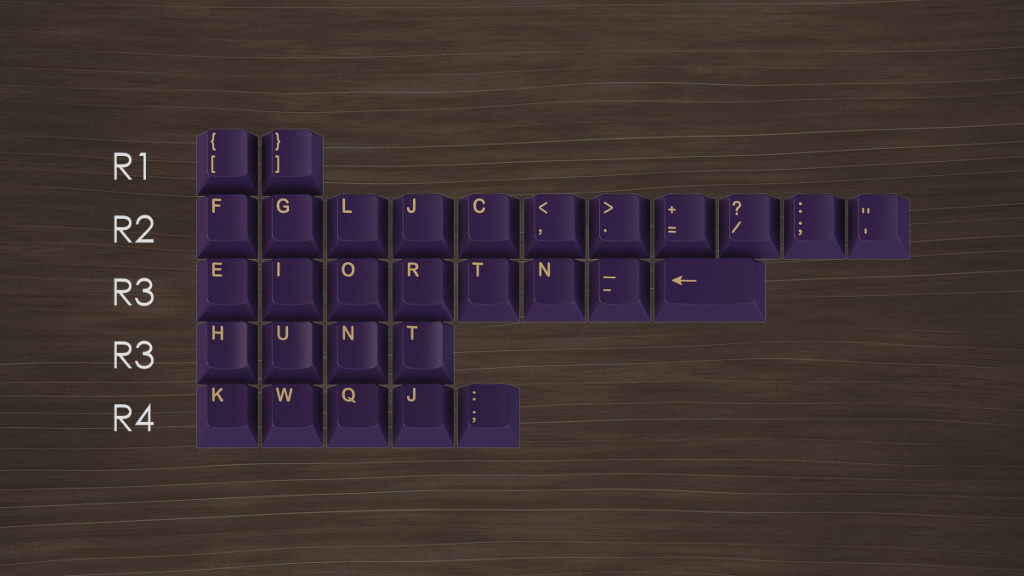 R1 { [ } ]
R2 F G L J C < , > . + = ? / : ; " '
R3 E I O R T N _ - ←
R3 H U N T
R4 K W Q J : ;